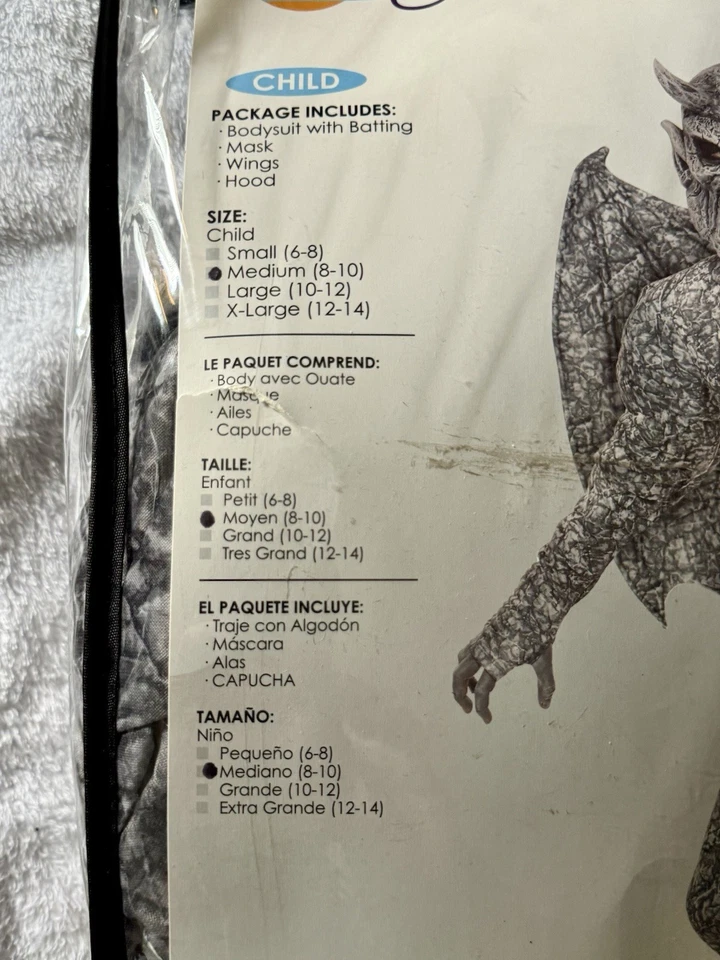 CHILD
PACKAGE INCLUDES:
· Bodysuit with Batting
· Mask
· Wings
· Hood
SIZE:
Child
Small (6-8)
Medium (8-10)
Large (10-12)
X-Large (12-14)
LE PAQUET COMPREND:
· Body avec Ouate
· Masque
· Ailes
· Capuche
TAILLE:
Enfant
Petit (6-8)
Moyen (8-10)
Grand (10-12)
Tres Grand (12-14)
EL PAQUETE INCLUYE:
· Traje con Algodón
· Máscara
· Alas
· CAPUCHA
TAMAÑO:
Niño
Pequeño (6-8)
Mediano (8-10)
Grande (10-12)
Extra Grande (12-14)